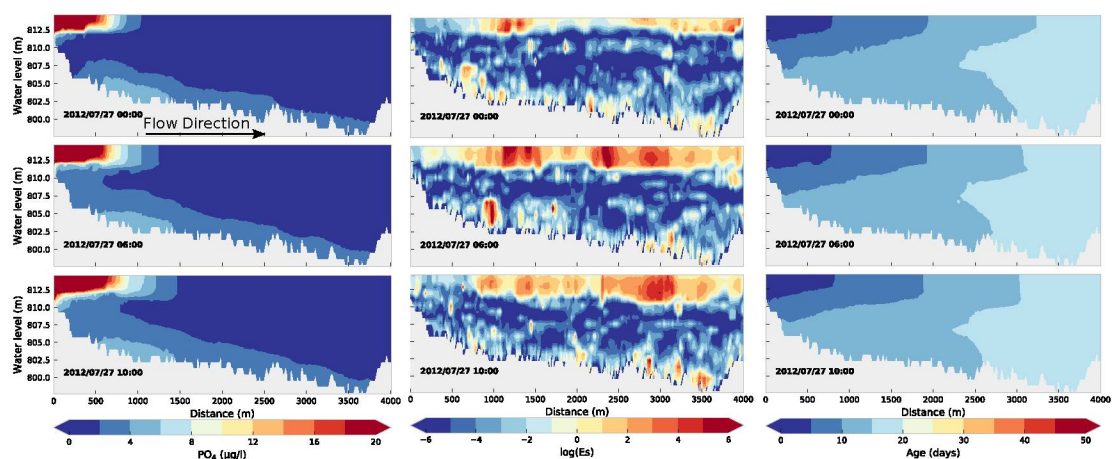 Water level (m)
812.5
810.0
807.5
805.0
802.5
800.0
2012/07/27 00:00
Flow Direction
2012/07/27 00:00
2012/07/27 00:00
Water level (m)
812.5
810.0
807.5
805.0
802.5
800.0
2012/07/27 06:00
2012/07/27 06:00
2012/07/27 06:00
Water level (m)
812.5
810.0
807.5
805.0
802.5
800.0
2012/07/27 10:00
2012/07/27 10:00
2012/07/27 10:00
0 500 1000 1500 2000 2500 3000 3500 4000
0 500 1000 1500 2000 2500 3000 3500 4000
0 500 1000 1500 2000 2500 3000 3500 4000
Distance (m)
Distance (m)
Distance (m)
0 4 8 12 16 20
−6 −4 −2 0 2 4 6
0 10 20 30 40 50
PO₄ (µg/l)
log(Es)
Age (days)